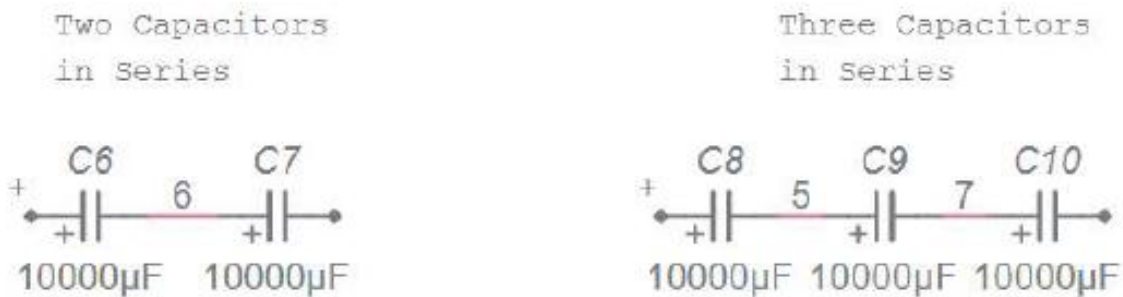 Two Capacitors
in Series
Three Capacitors
in Series
C6 C7
+ 6
+ +
10000µF 10000µF
C8 C9 C10
+ 5 7
+ + +
10000µF 10000µF 10000µF